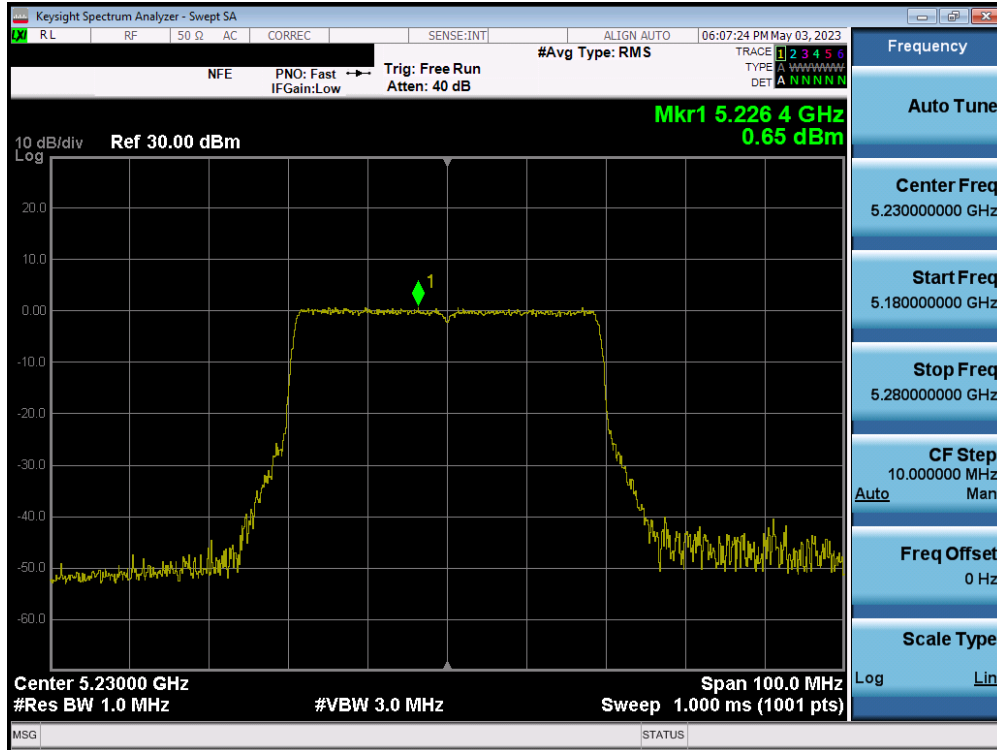 Keysight Spectrum Analyzer - Swept SA
LXI RL RF 50 Ω AC CORREC SENSE:INT ALIGN AUTO 06:07:24 PM May 03, 2023
NFE PNO: Fast IFGain:Low Trig: Free Run Atten: 40 dB #Avg Type: RMS
TRACE 1 2 3 4 5 6
TYPE A WWWWWW
DET A N N N N N
Mkr1 5.226 4 GHz
0.65 dBm
10 dB/div Ref 30.00 dBm
Log
20.0
10.0
1
0.00
-10.0
-20.0
-30.0
-40.0
-50.0
-60.0
Center 5.23000 GHz Span 100.0 MHz
#Res BW 1.0 MHz #VBW 3.0 MHz Sweep 1.000 ms (1001 pts)
MSG STATUS
Frequency
Auto Tune
Center Freq
5.230000000 GHz
Start Freq
5.180000000 GHz
Stop Freq
5.280000000 GHz
CF Step
10.000000 MHz
Auto Man
Freq Offset
0 Hz
Scale Type
Log Lin